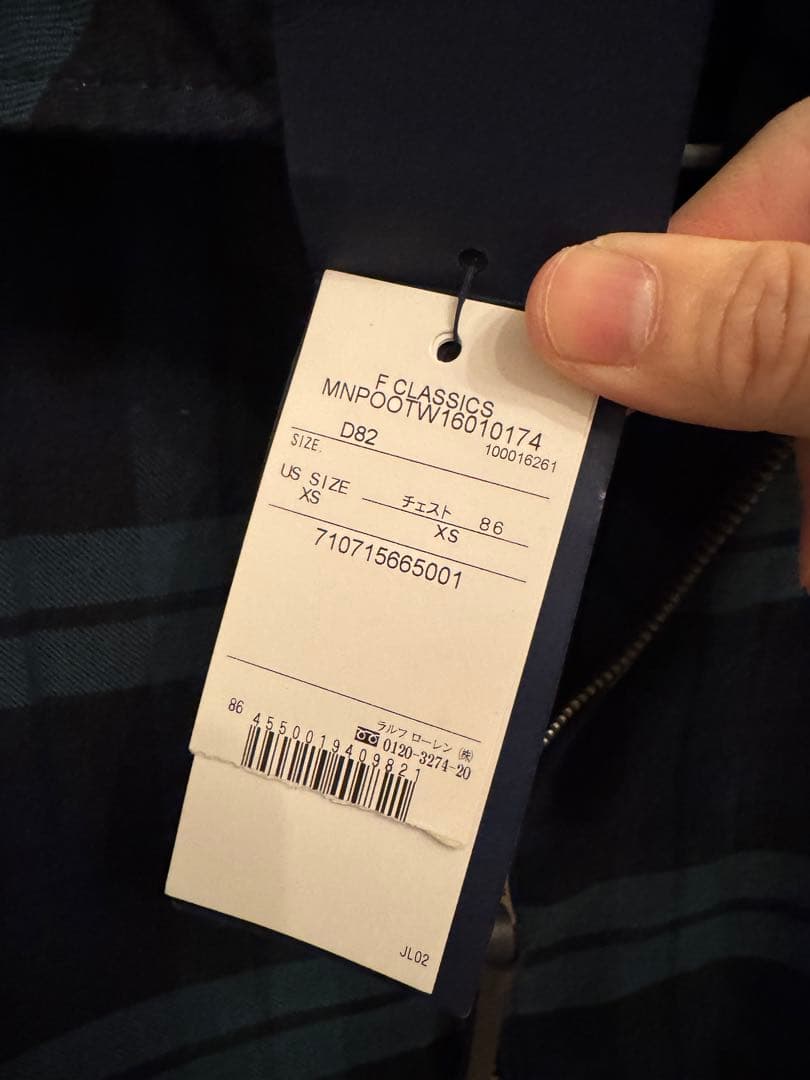 F CLASSICS
MNPOOTW16010174
D82
100016261
SIZE.
US SIZE チェスト 86
XS XS
710715665001
ラルフ ローレン ㈱
0120-3274-20
86 4550019409821
JL02